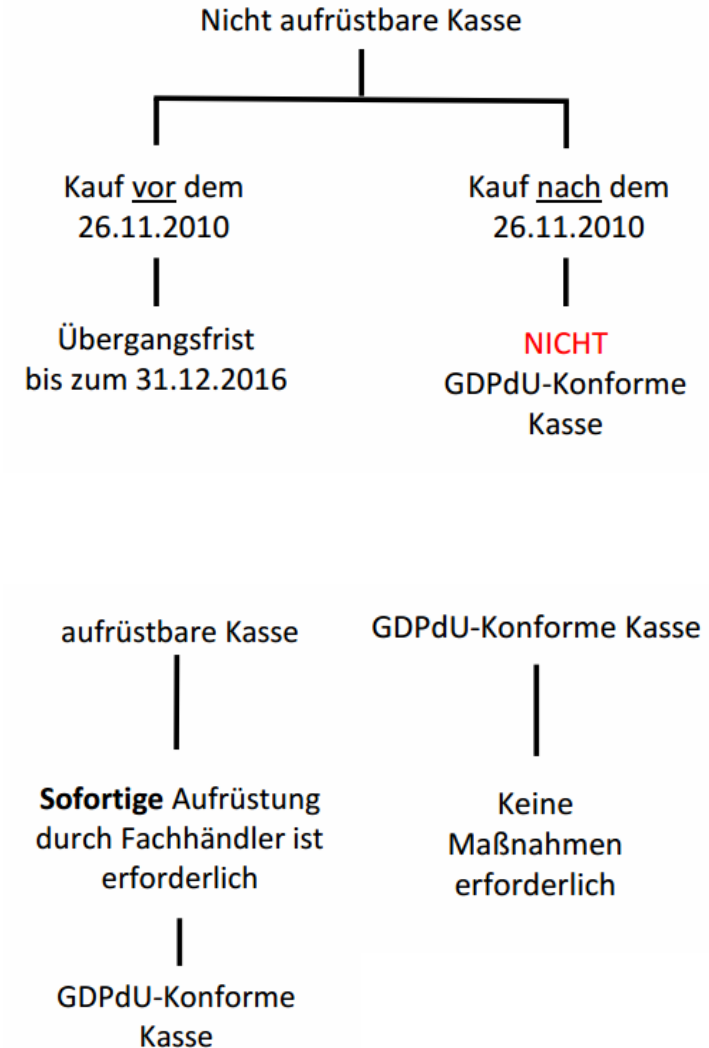 Nicht aufrüstbare Kasse
Kauf vor dem
26.11.2010
Übergangsfrist
bis zum 31.12.2016
Kauf nach dem
26.11.2010
NICHT
GDPdU-Konforme
Kasse
aufrüstbare Kasse
Sofortige Aufrüstung
durch Fachhändler ist
erforderlich
GDPdU-Konforme
Kasse
GDPdU-Konforme Kasse
Keine
Maßnahmen
erforderlich